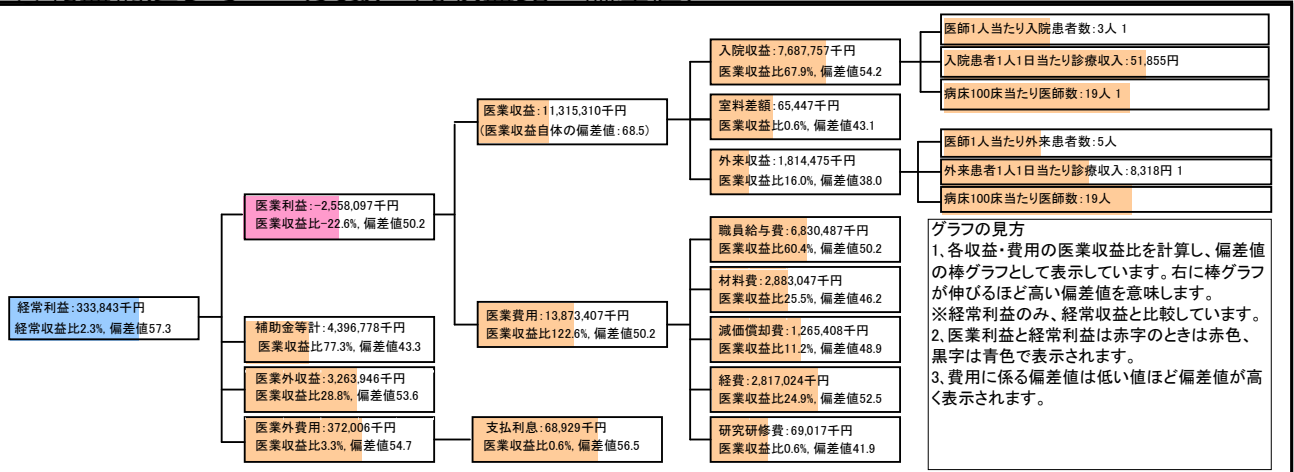 経常利益:333,843千円
経常収支比2.3%, 偏差値57.3
医業利益:-2,558,097千円
医業収益比-22.6%, 偏差値50.2
補助金等計:4,396,778千円
医業収益比77.3%, 偏差値43.3
医業外収益:3,263,946千円
医業収益比28.8%, 偏差値53.6
医業外費用:372,006千円
医業収益比3.3%, 偏差値54.7
医業収益:11,315,310千円
(医業収益自体の偏差値:68.5)
医業費用:13,873,407千円
医業収益比122.6%, 偏差値50.2
支払利息:68,929千円
医業収益比0.6%, 偏差値56.5
入院収益:7,687,757千円
医業収益比67.9%, 偏差値54.2
室料差額:65,447千円
医業収益比0.6%, 偏差値43.1
外来収益:1,814,475千円
医業収益比16.0%, 偏差値38.0
職員給与費:6,830,487千円
医業収益比60.4%, 偏差値50.2
材料費:2,883,047千円
医業収益比25.5%, 偏差値46.2
減価償却費:1,265,408千円
医業収益比11.2%, 偏差値48.9
経費:2,817,024千円
医業収益比24.9%, 偏差値52.5
研究研修費:69,017千円
医業収益比0.6%, 偏差値41.9
医師1人当たり入院患者数:3人 1
入院患者1人1日当たり診療収入:51,855円
病床100床当たり医師数:19人 1
医師1人当たり外来患者数:5人
外来患者1人1日当たり診療収入:8,318円 1
病床100床当たり医師数:19人
グラフの見方
1、各収益・費用の医業収益比を計算し、偏差値
の棒グラフとして表示しています。右に棒グラフ
が伸びるほど高い偏差値を意味します。
※経常利益のみ、経常収益と比較しています。
2、医業利益と経常利益は赤字のときは赤色、
黒字は青色で表示されます。
3、費用に係る偏差値は低い値ほど偏差値が高
く表示されます。